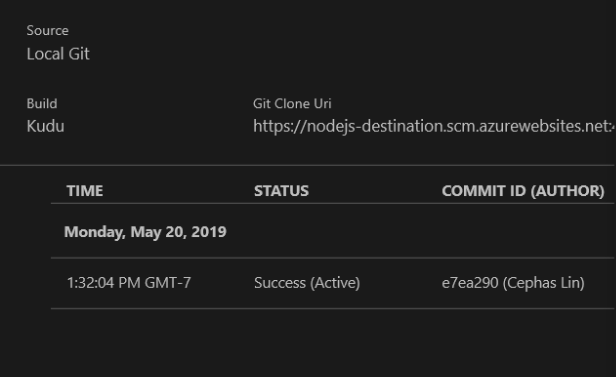 Source
Local Git
Build Git Clone Uri
Kudu https://nodejs-destination.scm.azurewebsites.net:
TIME STATUS COMMIT ID (AUTHOR)
Monday, May 20, 2019
1:32:04 PM GMT-7 Success (Active) e7ea290 (Cephas Lin)